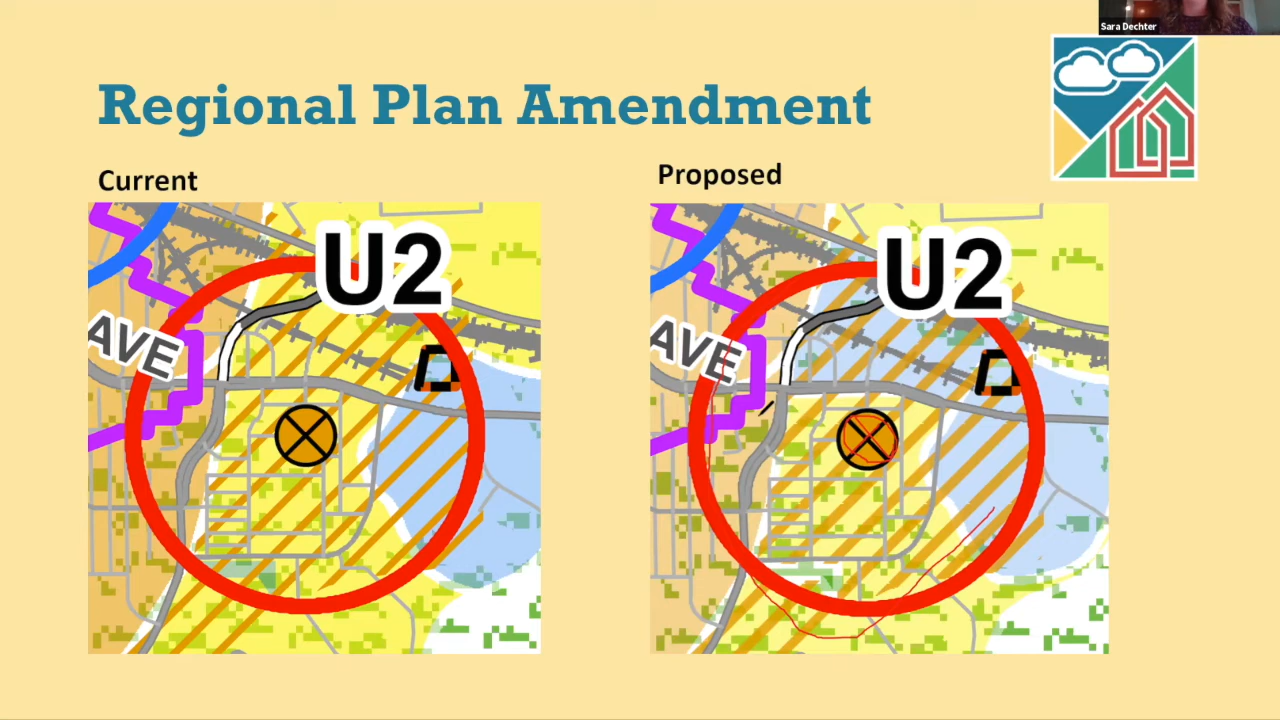 Sara Dechter
Regional Plan Amendment
Current
Proposed
U2
U2
AVE
AVE